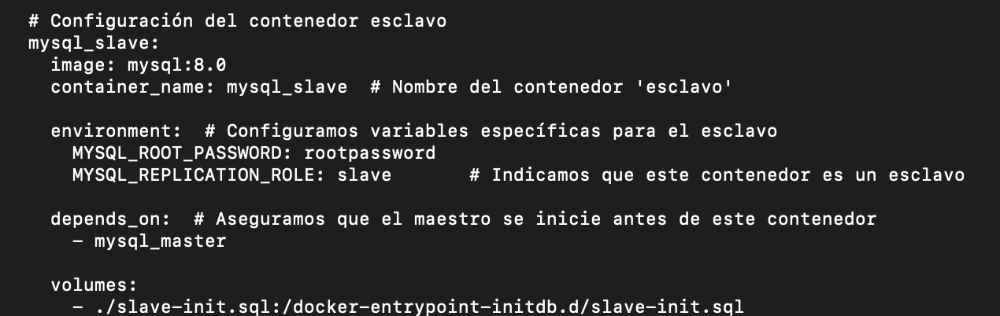 # Configuración del contenedor esclavo
mysql_slave:
  image: mysql:8.0
  container_name: mysql_slave  # Nombre del contenedor 'esclavo'

  environment:  # Configuramos variables específicas para el esclavo
    MYSQL_ROOT_PASSWORD: rootpassword
    MYSQL_REPLICATION_ROLE: slave       # Indicamos que este contenedor es un esclavo

  depends_on:  # Aseguramos que el maestro se inicie antes de este contenedor
    - mysql_master

  volumes:
    - ./slave-init.sql:/docker-entrypoint-initdb.d/slave-init.sql